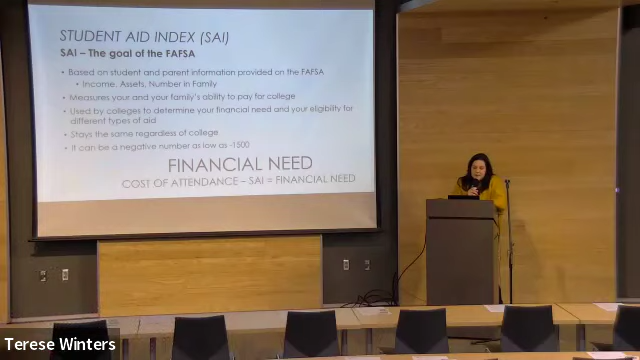 STUDENT AID INDEX (SAI)
SAI – The goal of the FAFSA
• Based on student and parent information provided on the FAFSA
• Income, Assets, Number in Family
• Measures your and your family's ability to pay for college
• Used by colleges to determine your financial need and your eligibility for
different types of aid
• Stays the same regardless of college
• It can be a negative number as low as -1500
FINANCIAL NEED
COST OF ATTENDANCE – SAI = FINANCIAL NEED
Terese Winters